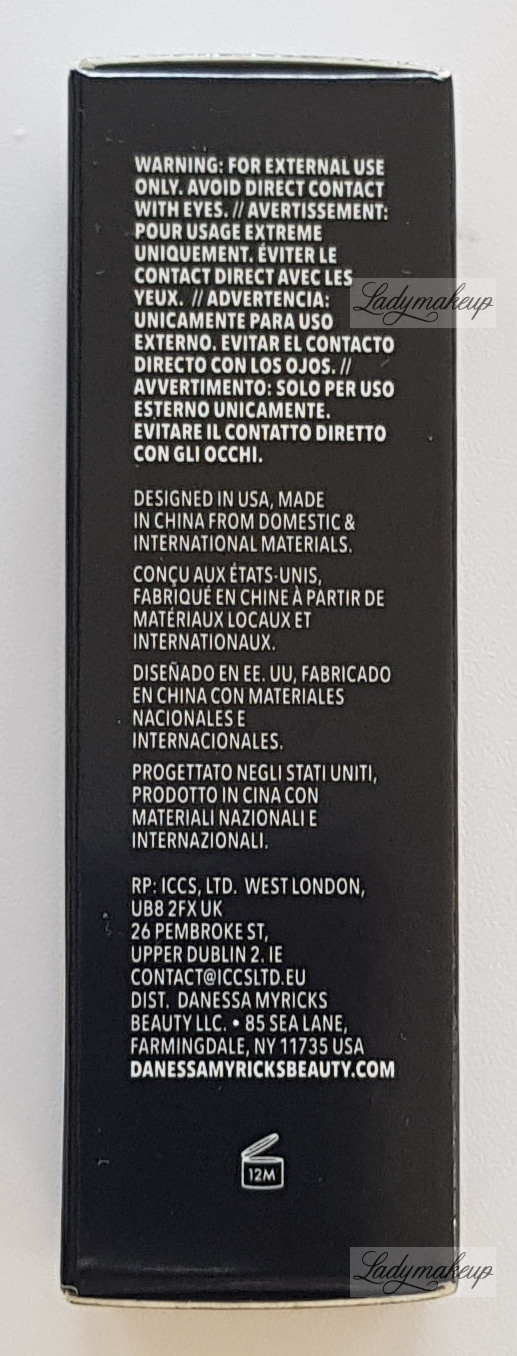 WARNING: FOR EXTERNAL USE
ONLY. AVOID DIRECT CONTACT
WITH EYES. // AVERTISSEMENT:
POUR USAGE EXTREME
UNIQUEMENT. ÉVITER LE
CONTACT DIRECT AVEC LES
YEUX. // ADVERTENCIA:
UNICAMENTE PARA USO
EXTERNO. EVITAR EL CONTACTO
DIRECTO CON LOS OJOS. //
AVVERTIMENTO: SOLO PER USO
ESTERNO UNICAMENTE.
EVITARE IL CONTATTO DIRETTO
CON GLI OCCHI.
Ladymakeup
DESIGNED IN USA, MADE
IN CHINA FROM DOMESTIC &
INTERNATIONAL MATERIALS.
CONÇU AUX ÉTATS-UNIS,
FABRIQUÉ EN CHINE À PARTIR DE
MATÉRIAUX LOCAUX ET
INTERNATIONAUX.
DISEÑADO EN EE. UU, FABRICADO
EN CHINA CON MATERIALES
NACIONALES E
INTERNACIONALES.
PROGETTATO NEGLI STATI UNITI,
PRODOTTO IN CINA CON
MATERIALI NAZIONALI E
INTERNAZIONALI.
RP: ICCS, LTD. WEST LONDON,
UB8 2FX UK
26 PEMBROKE ST,
UPPER DUBLIN 2. IE
CONTACT@ICCSLTD.EU
DIST. DANESSA MYRICKS
BEAUTY LLC. • 85 SEA LANE,
FARMINGDALE, NY 11735 USA
DANESSAMYRICKSBEAUTY.COM
12M
Ladymakeup